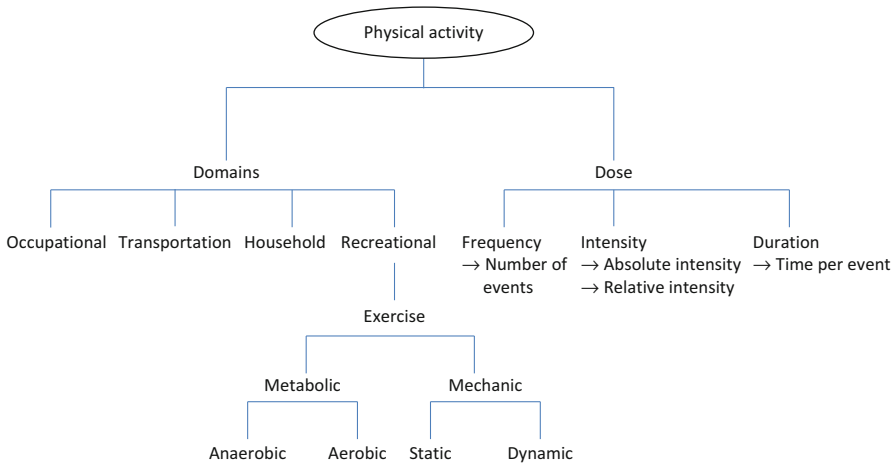 Physical activity
Domains
Dose
Occupational
Transportation
Household
Recreational
Frequency
→ Number of
events
Intensity
→ Absolute intensity
→ Relative intensity
Duration
→ Time per event
Exercise
Metabolic
Mechanic
Anaerobic
Aerobic
Static
Dynamic